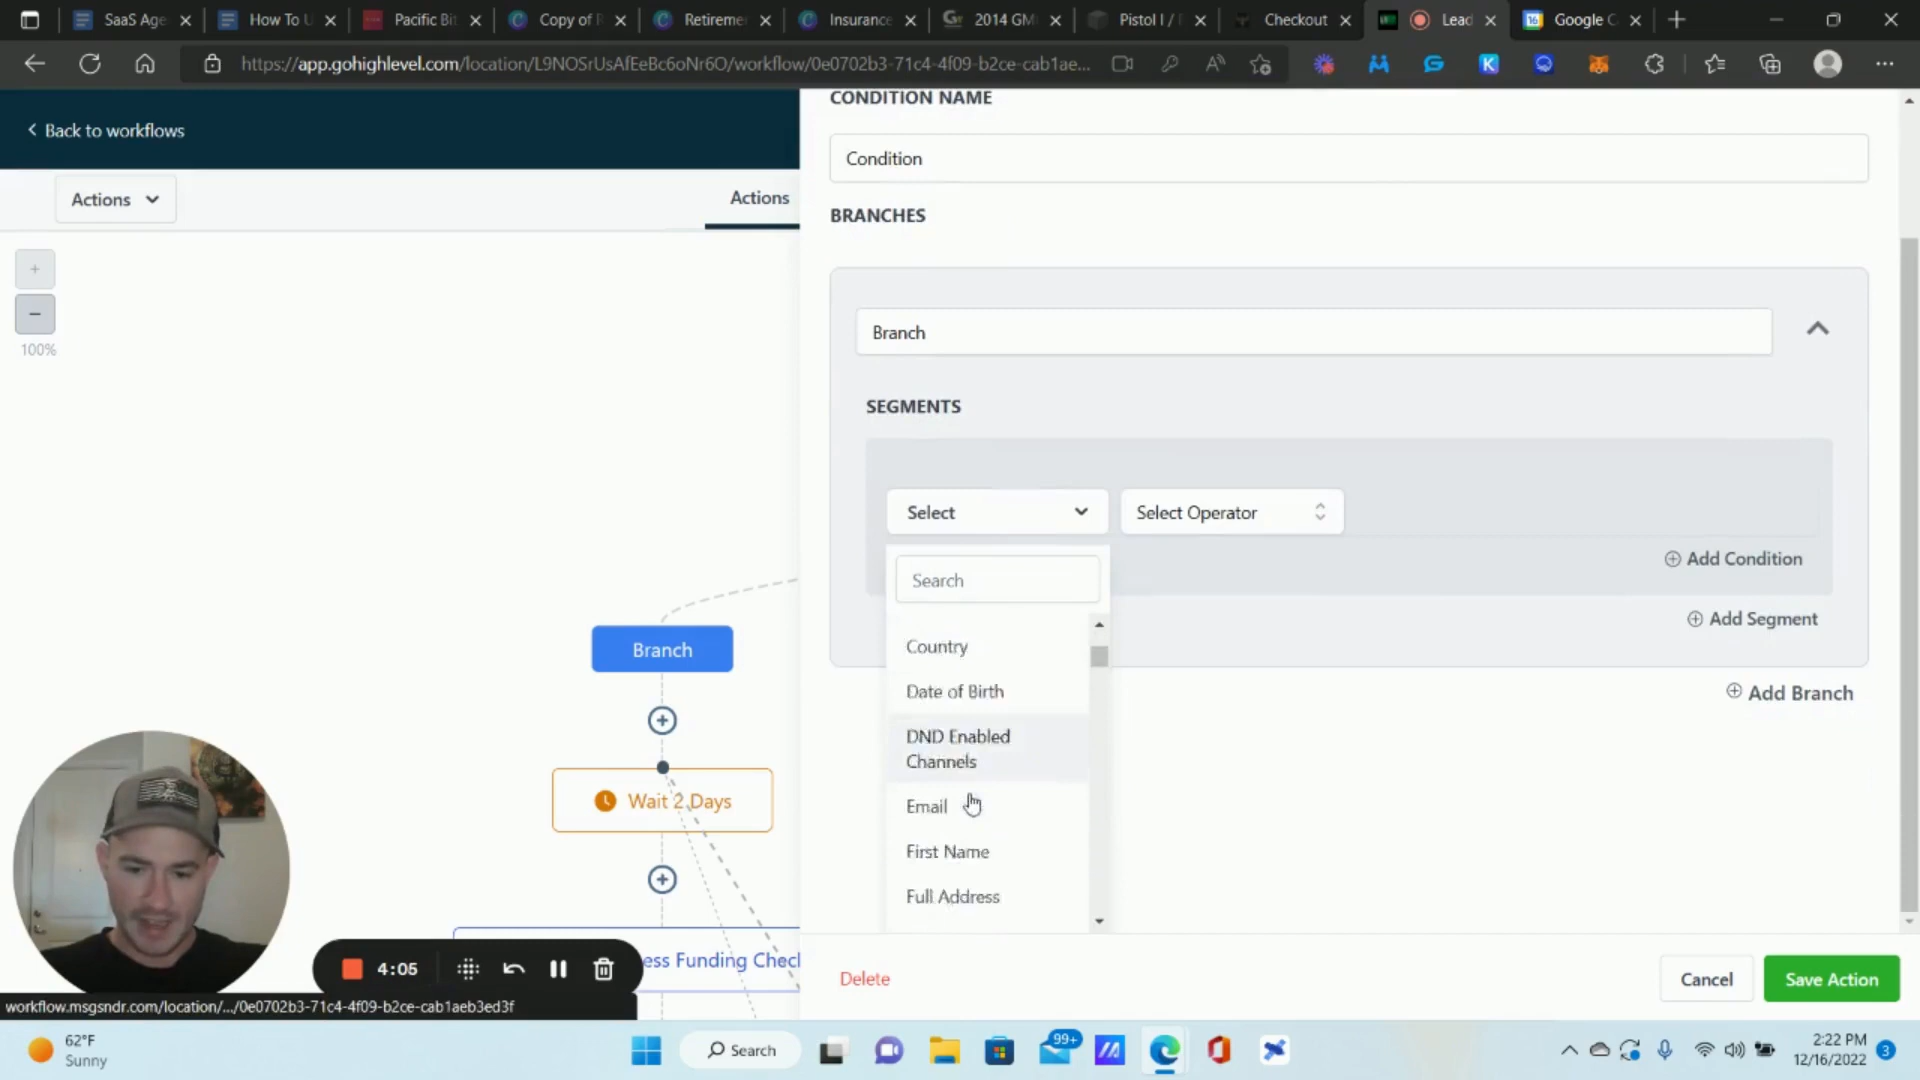 SaaS Age
How To U
Pacific Bit
Copy of R
Retiremen
Insurance
2014 GM
Pistol I /
Checkout
Lead
Google C
https://app.gohighlevel.com/location/L9NOSrUsAfEeBc6oNr6O/workflow/0e0702b3-71c4-4f09-b2ce-cab1ae...
Back to workflows
Actions
Actions
100%
CONDITION NAME
Condition
BRANCHES
Branch
SEGMENTS
Select
Select Operator
Search
Add Condition
Add Segment
Country
Date of Birth
Add Branch
DND Enabled
Channels
Email
First Name
Full Address
Branch
Wait 2 Days
ess Funding Check
4:05
Delete
Cancel
Save Action
workflow.msgsndr.com/location/.../0e0702b3-71c4-4f09-b2ce-cab1aeb3ed3f
62°F
Sunny
Search
99+
2:22 PM
12/16/2022
3